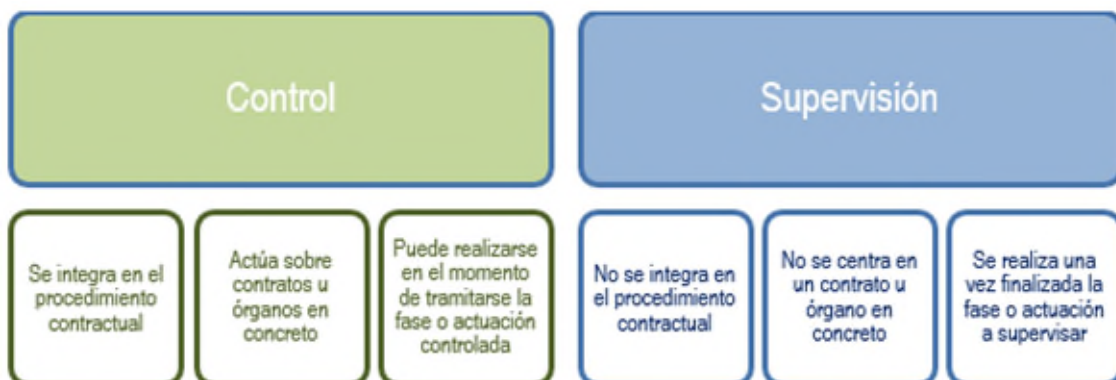 Control
Supervisión
Se integra en el
procedimiento
contractual
Actúa sobre
contratos u
órganos en
concreto
Puede realizarse
en el momento
de tramitarse la
fase o actuación
controlada
No se integra en
el procedimiento
contractual
No se centra en
un contrato u
órgano en
concreto
Se realiza una
vez finalizada la
fase o actuación
a supervisar